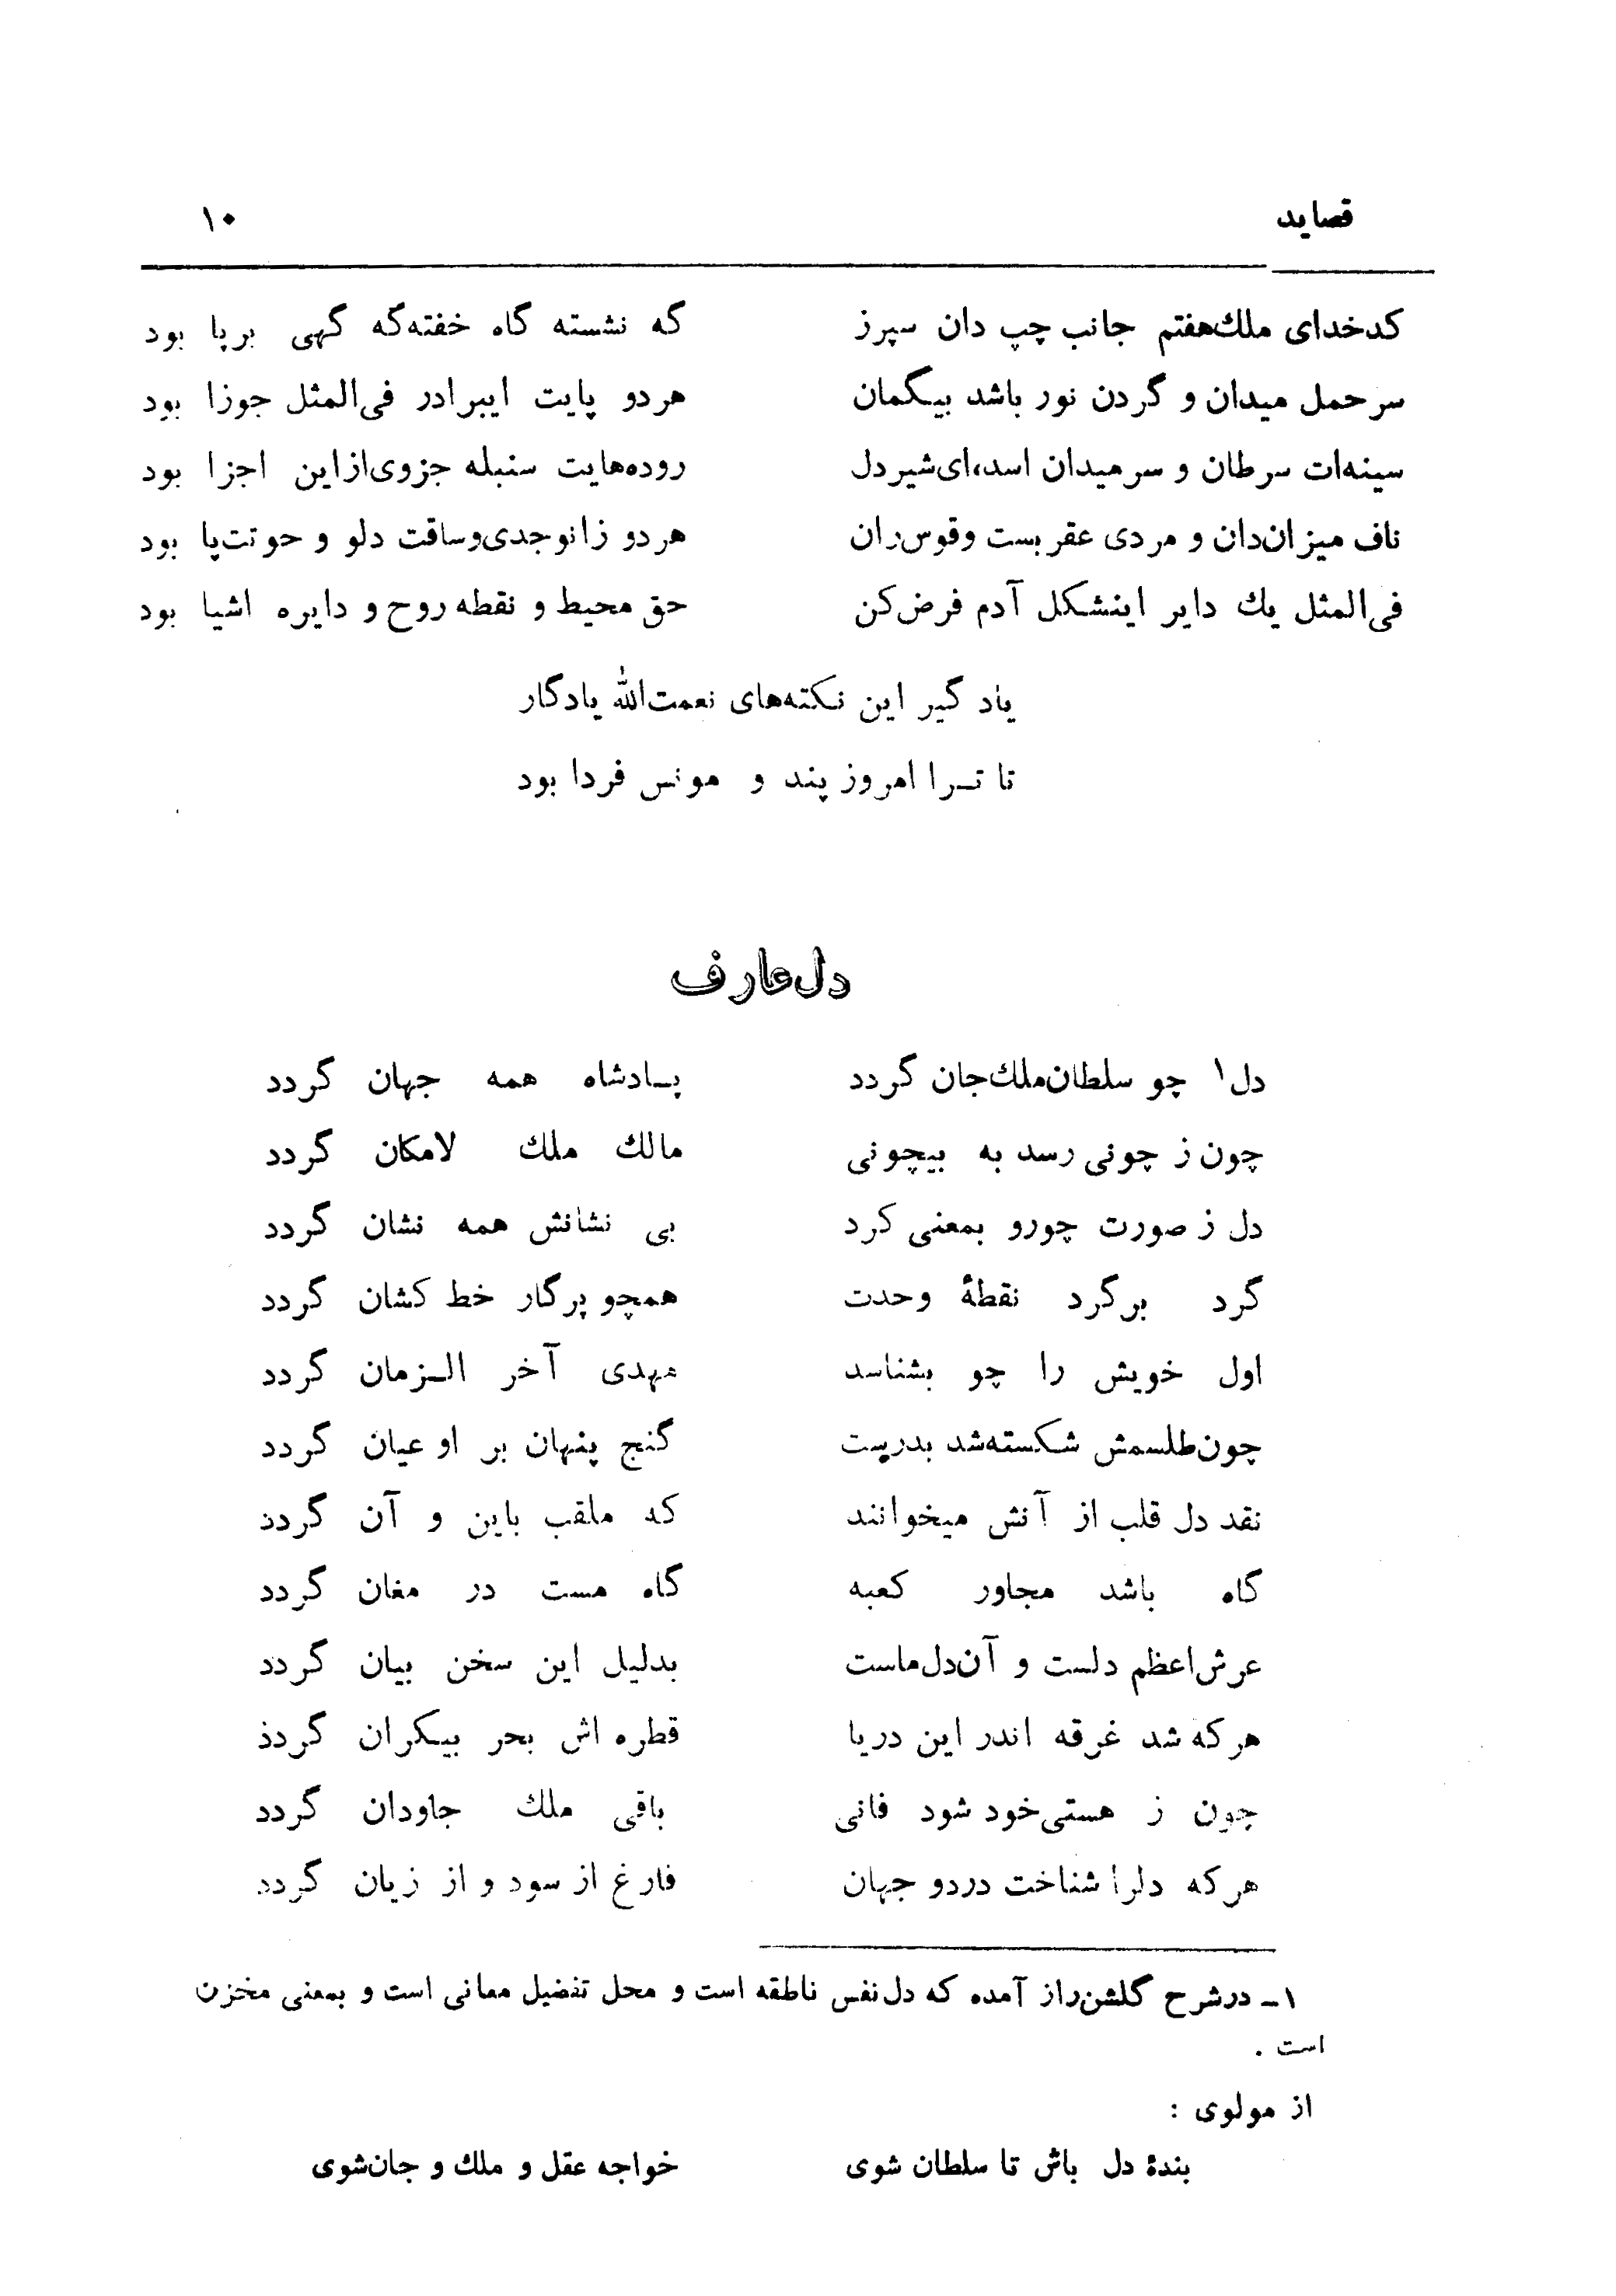 قصاید ۱۰
کدخدای ملك‌هفتم جانب چپ دان سپرز که نشسته گاه خفته‌گه گهی برپا بود
سرحمل میدان و گردن نور باشد بیگمان هردو پایت ایبرادر فی‌المثل جوزا بود
سینه‌ات سرطان و سرمیدان اسد،ای‌شیردل روده‌هایت سنبله جزوی‌ازاین اجزا بود
ناف میزان‌دان و مردی عقربست وقوس‌ران هردو زانوجدی‌وساقت دلو و حوتت‌پا بود
فی‌المثل یك دایر اینشکل آدم فرض‌کن حق محیط و نقطه روح و دایره اشیا بود
یاد گیر این نکته‌های نعمت‌الله یادگار
تا ترا امروز پند و مونس فردا بود
دل‌عارف
دل۱ چو سلطان‌ملك‌جان گردد پادشاه همه جهان گردد
چون ز چونی رسد به بیچونی مالك ملك لامکان گردد
دل ز صورت چورو بمعنی کرد بی نشانش همه نشان گردد
گرد برگرد نقطهٔ وحدت همچو پرگار خط کشان گردد
اول خویش را چو بشناسد مهدی آخر الزمان گردد
چون‌طلسمش شکسته‌شد بدرست گنج پنهان بر او عیان گردد
نقد دل قلب از آنش میخوانند که ملقب باین و آن گردد
گاه باشد مجاور کعبه گاه مست در مغان گردد
عرش‌اعظم دلست و آن‌دل‌ماست بدلیل این سخن بیان گردد
هرکه شد غرقه اندر این دریا قطره اش بحر بیکران گردد
چون ز هستی‌خود شود فانی باقی ملك جاودان گردد
هرکه دلرا شناخت دردو جهان فارغ از سود و از زیان گردد
۱ـ درشرح گلشن‌راز آمده که دل‌نفس ناطقه است و محل تفضیل معانی است و بمعنی مخزن
است .
از مولوی :
بندهٔ دل باش تا سلطان شوی خواجه عقل و ملك و جان‌شوی